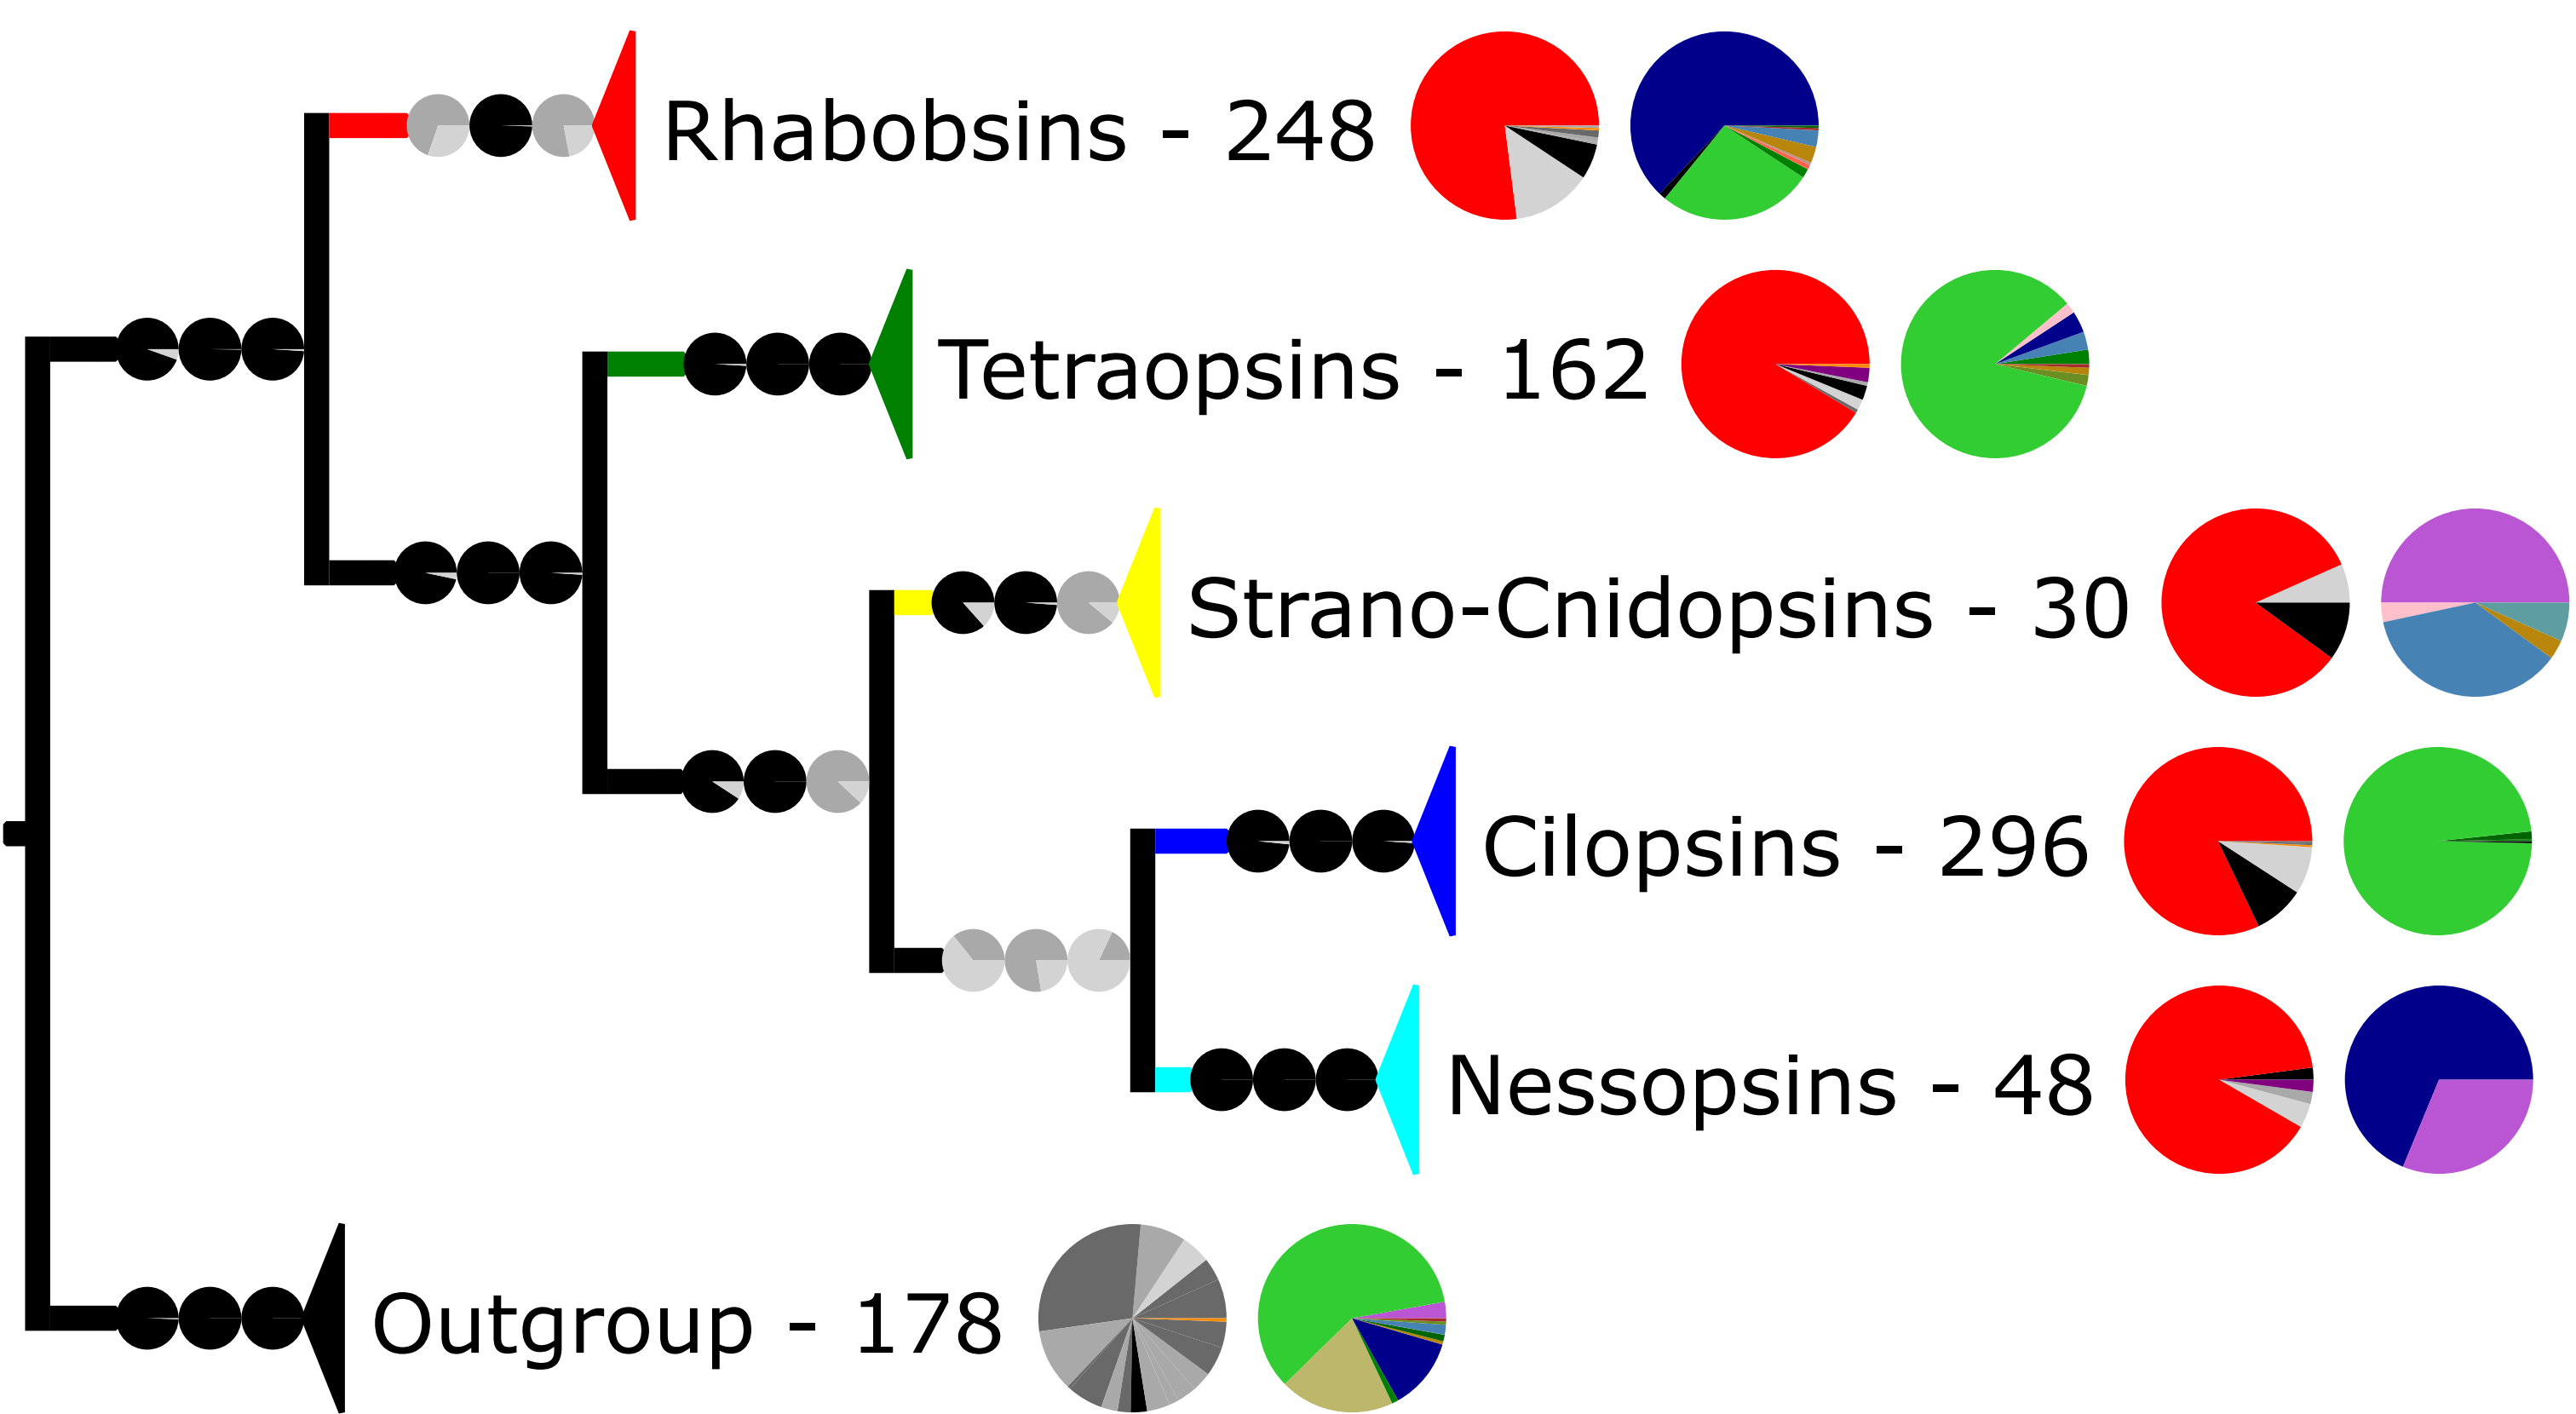 Rhabobsins - 248
Tetraopsins - 162
Strano-Cnidopsins - 30
Cilopsins - 296
Nessopsins - 48
Outgroup - 178